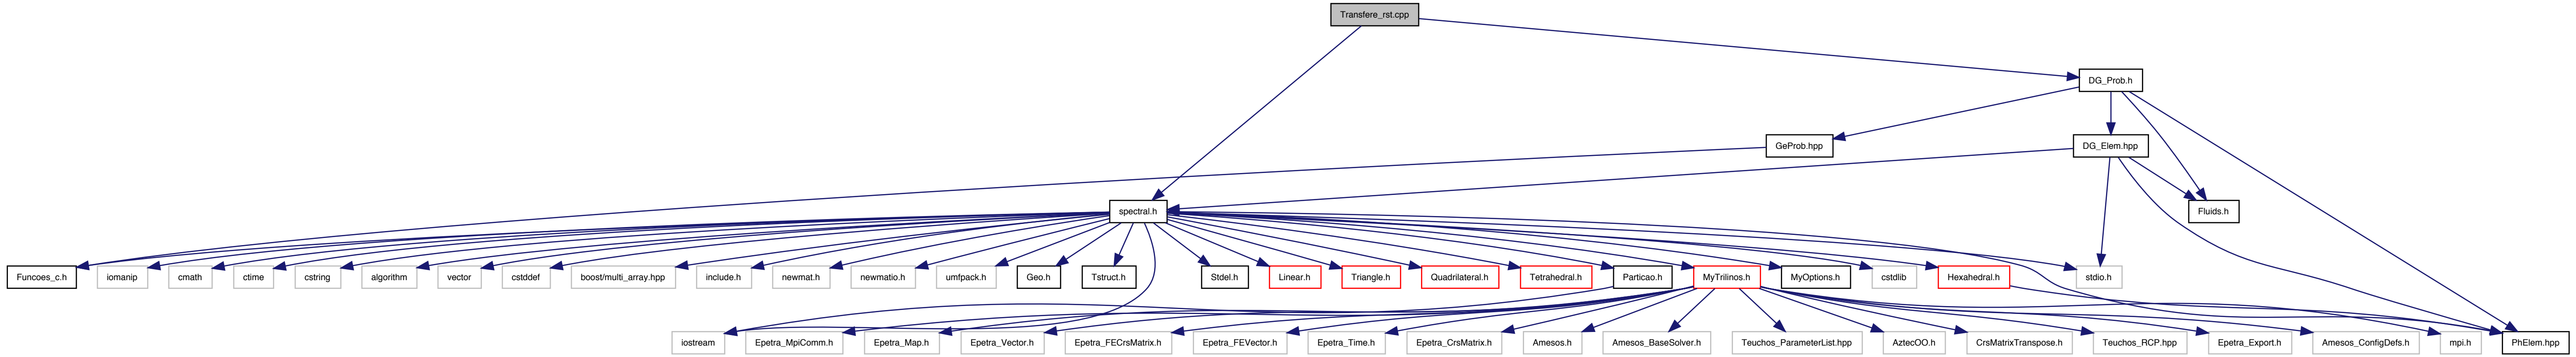 Transfere_rst.cpp
DG_Prob.h
GeProb.hpp
DG_Elem.hpp
spectral.h
Fluids.h
Funcoes_c.h
iomanip
cmath
ctime
cstring
algorithm
vector
cstddef
boost/multi_array.hpp
include.h
newmat.h
newmatio.h
umfpack.h
Geo.h
Tstruct.h
Stdel.h
Linear.h
Triangle.h
Quadrilateral.h
Tetrahedral.h
Particao.h
MyTrilinos.h
MyOptions.h
cstdlib
Hexahedral.h
stdio.h
iostream
Epetra_MpiComm.h
Epetra_Map.h
Epetra_Vector.h
Epetra_FECrsMatrix.h
Epetra_FEVector.h
Epetra_Time.h
Epetra_CrsMatrix.h
Amesos.h
Amesos_BaseSolver.h
Teuchos_ParameterList.hpp
AztecOO.h
CrsMatrixTranspose.h
Teuchos_RCP.hpp
Epetra_Export.h
Amesos_ConfigDefs.h
mpi.h
PhElem.hpp